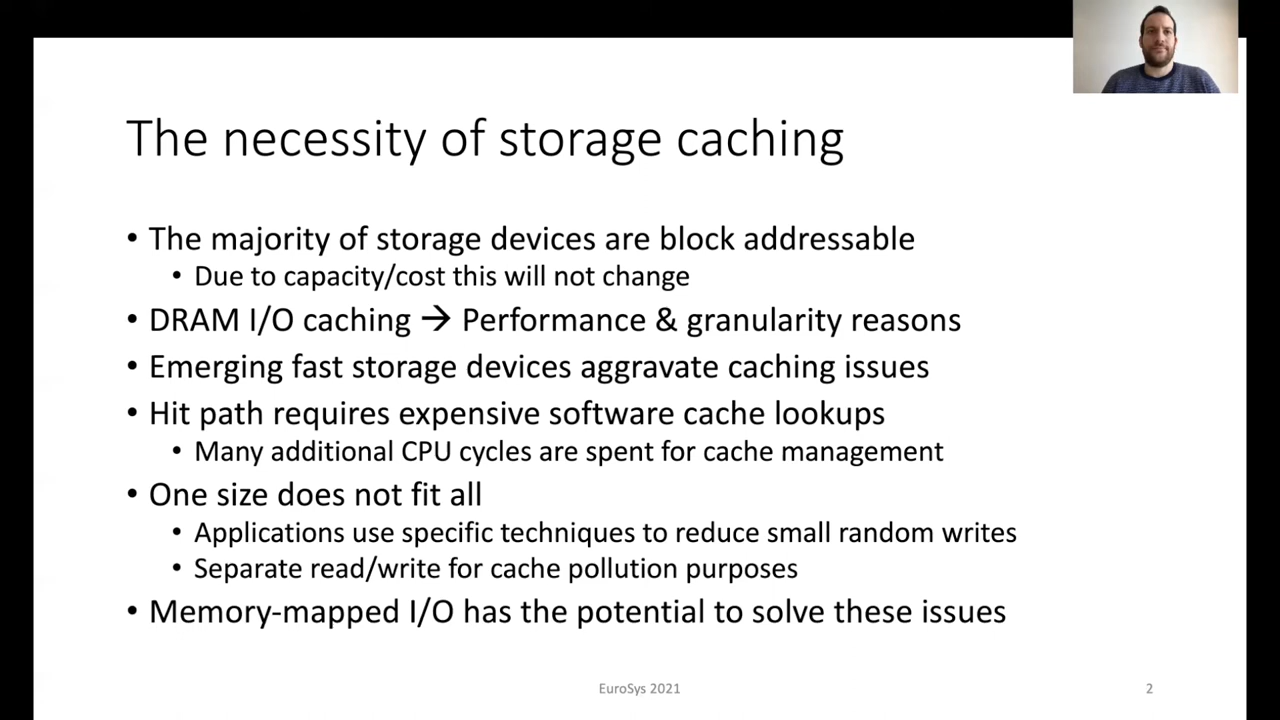 The necessity of storage caching
• The majority of storage devices are block addressable
• Due to capacity/cost this will not change
• DRAM I/O caching → Performance & granularity reasons
• Emerging fast storage devices aggravate caching issues
• Hit path requires expensive software cache lookups
• Many additional CPU cycles are spent for cache management
• One size does not fit all
• Applications use specific techniques to reduce small random writes
• Separate read/write for cache pollution purposes
• Memory-mapped I/O has the potential to solve these issues
EuroSys 2021
2